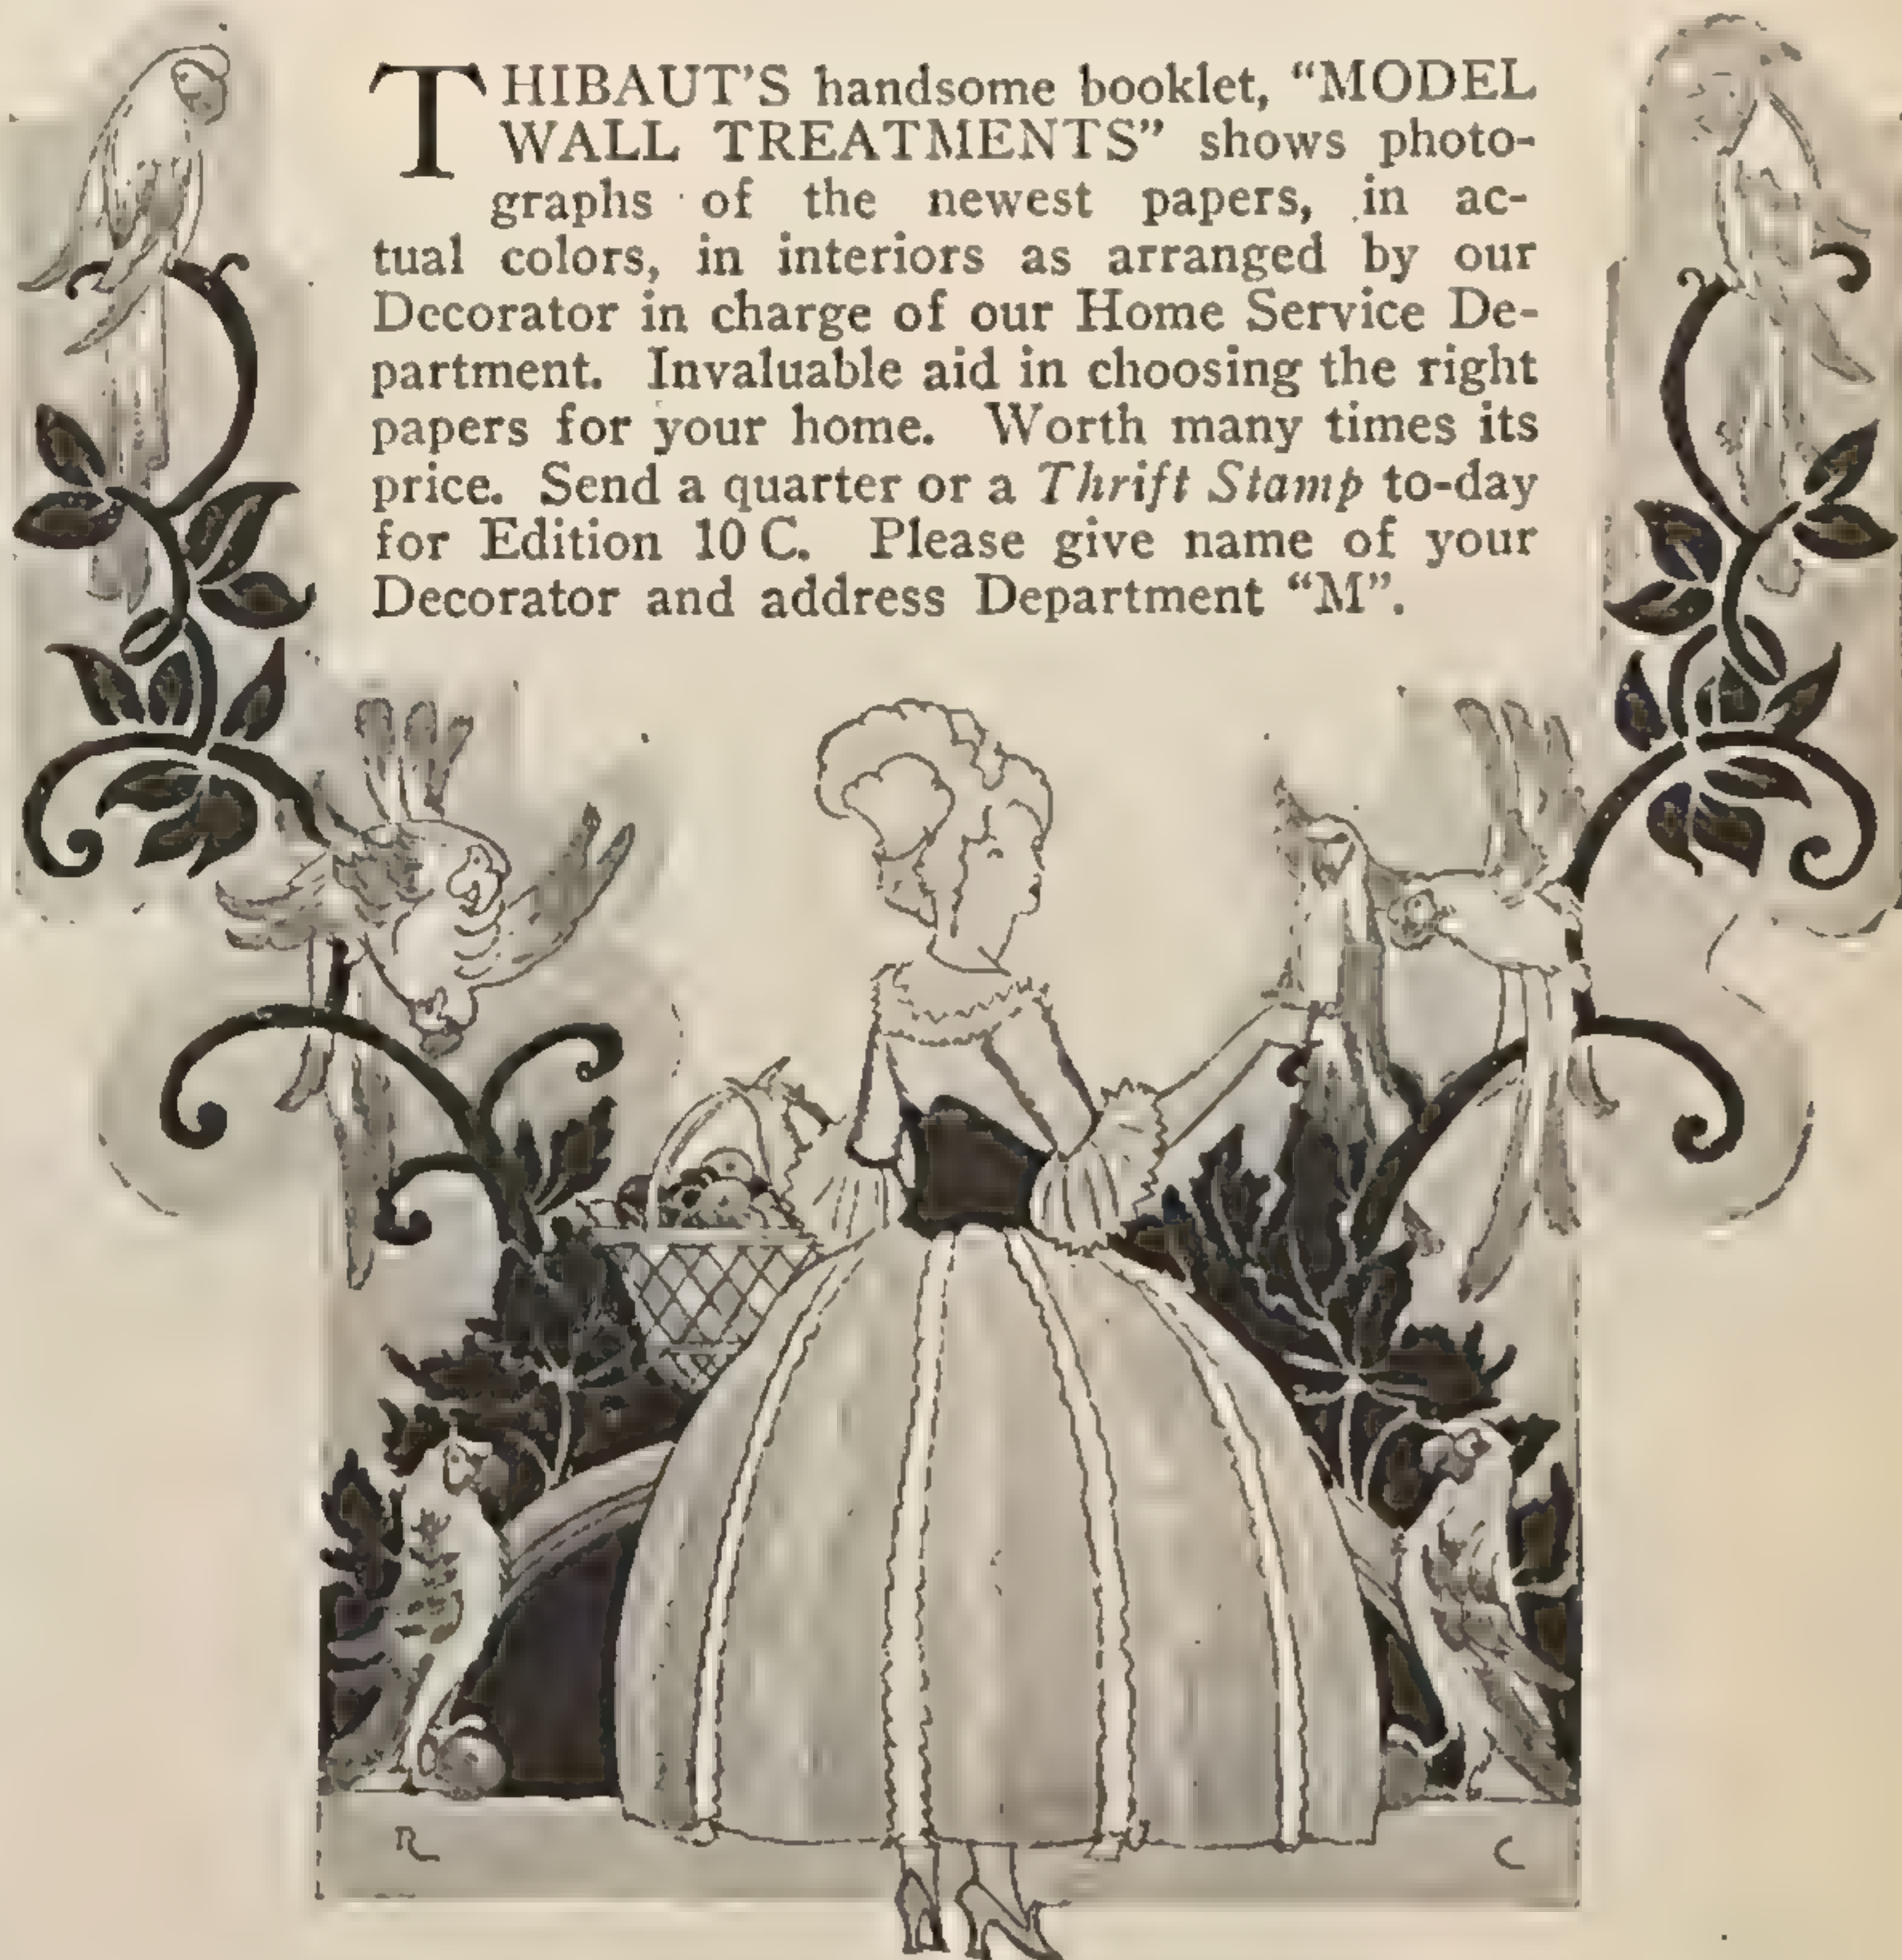 THIBAUT'S handsome booklet, “MODEL
WALL TREATMENTS” shows photo-
graphs of the newest papers, in ac-
tual colors, in interiors as arranged by our
Decorator in charge of our Home Service De-
partment. Invaluable aid in choosing the right
papers for your home. Worth many times its
price. Send a quarter or a Thrift Stamp to-day
for Edition 10 C. Please give name of your
Decorator and address Department “M”.
R C